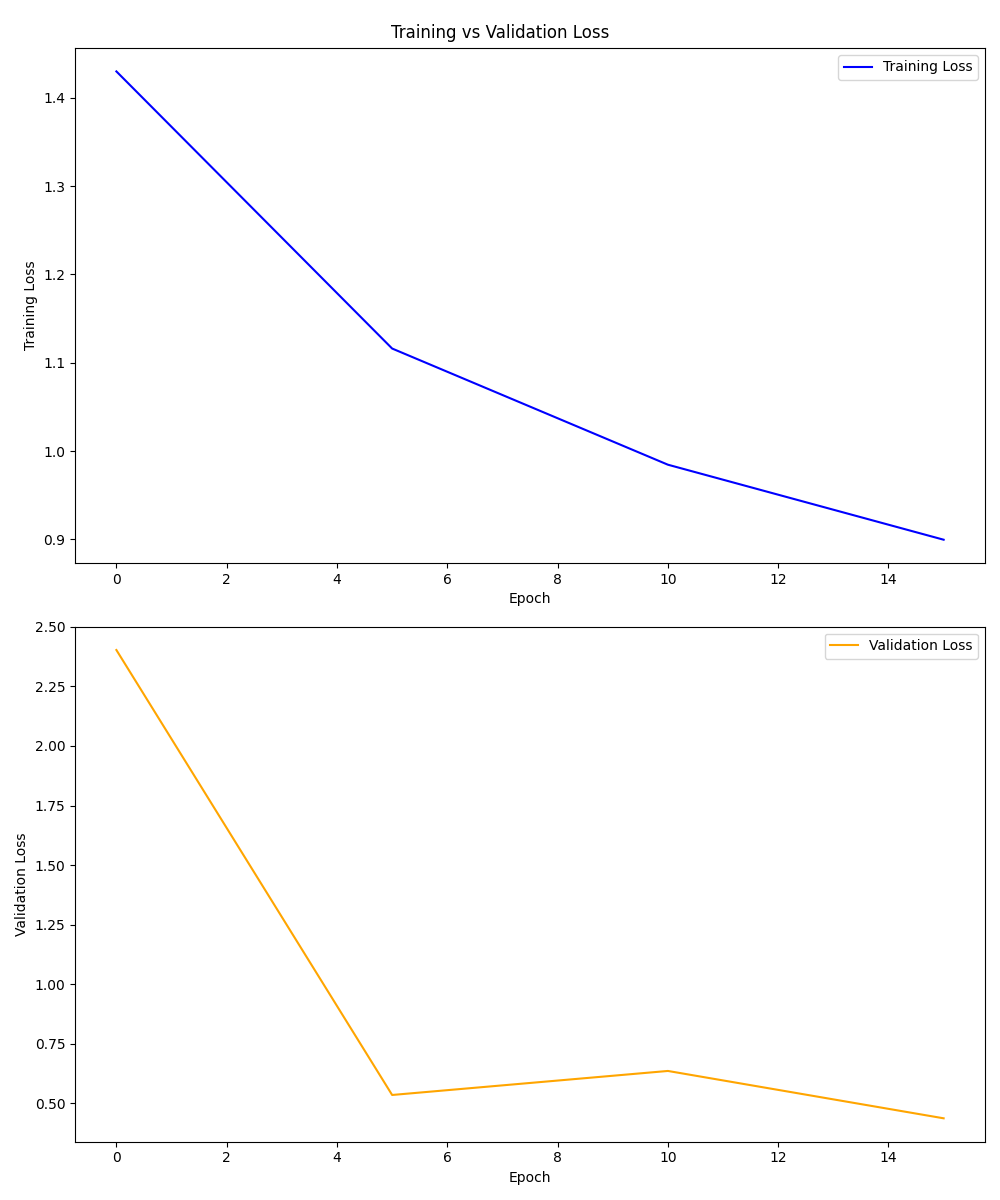 Training vs Validation Loss
Training Loss
1.4
1.3
1.2
1.1
1.0
0.9
Training Loss
0 2 4 6 8 10 12 14
Epoch
Validation Loss
2.50
2.25
2.00
1.75
1.50
1.25
1.00
0.75
0.50
Validation Loss
0 2 4 6 8 10 12 14
Epoch